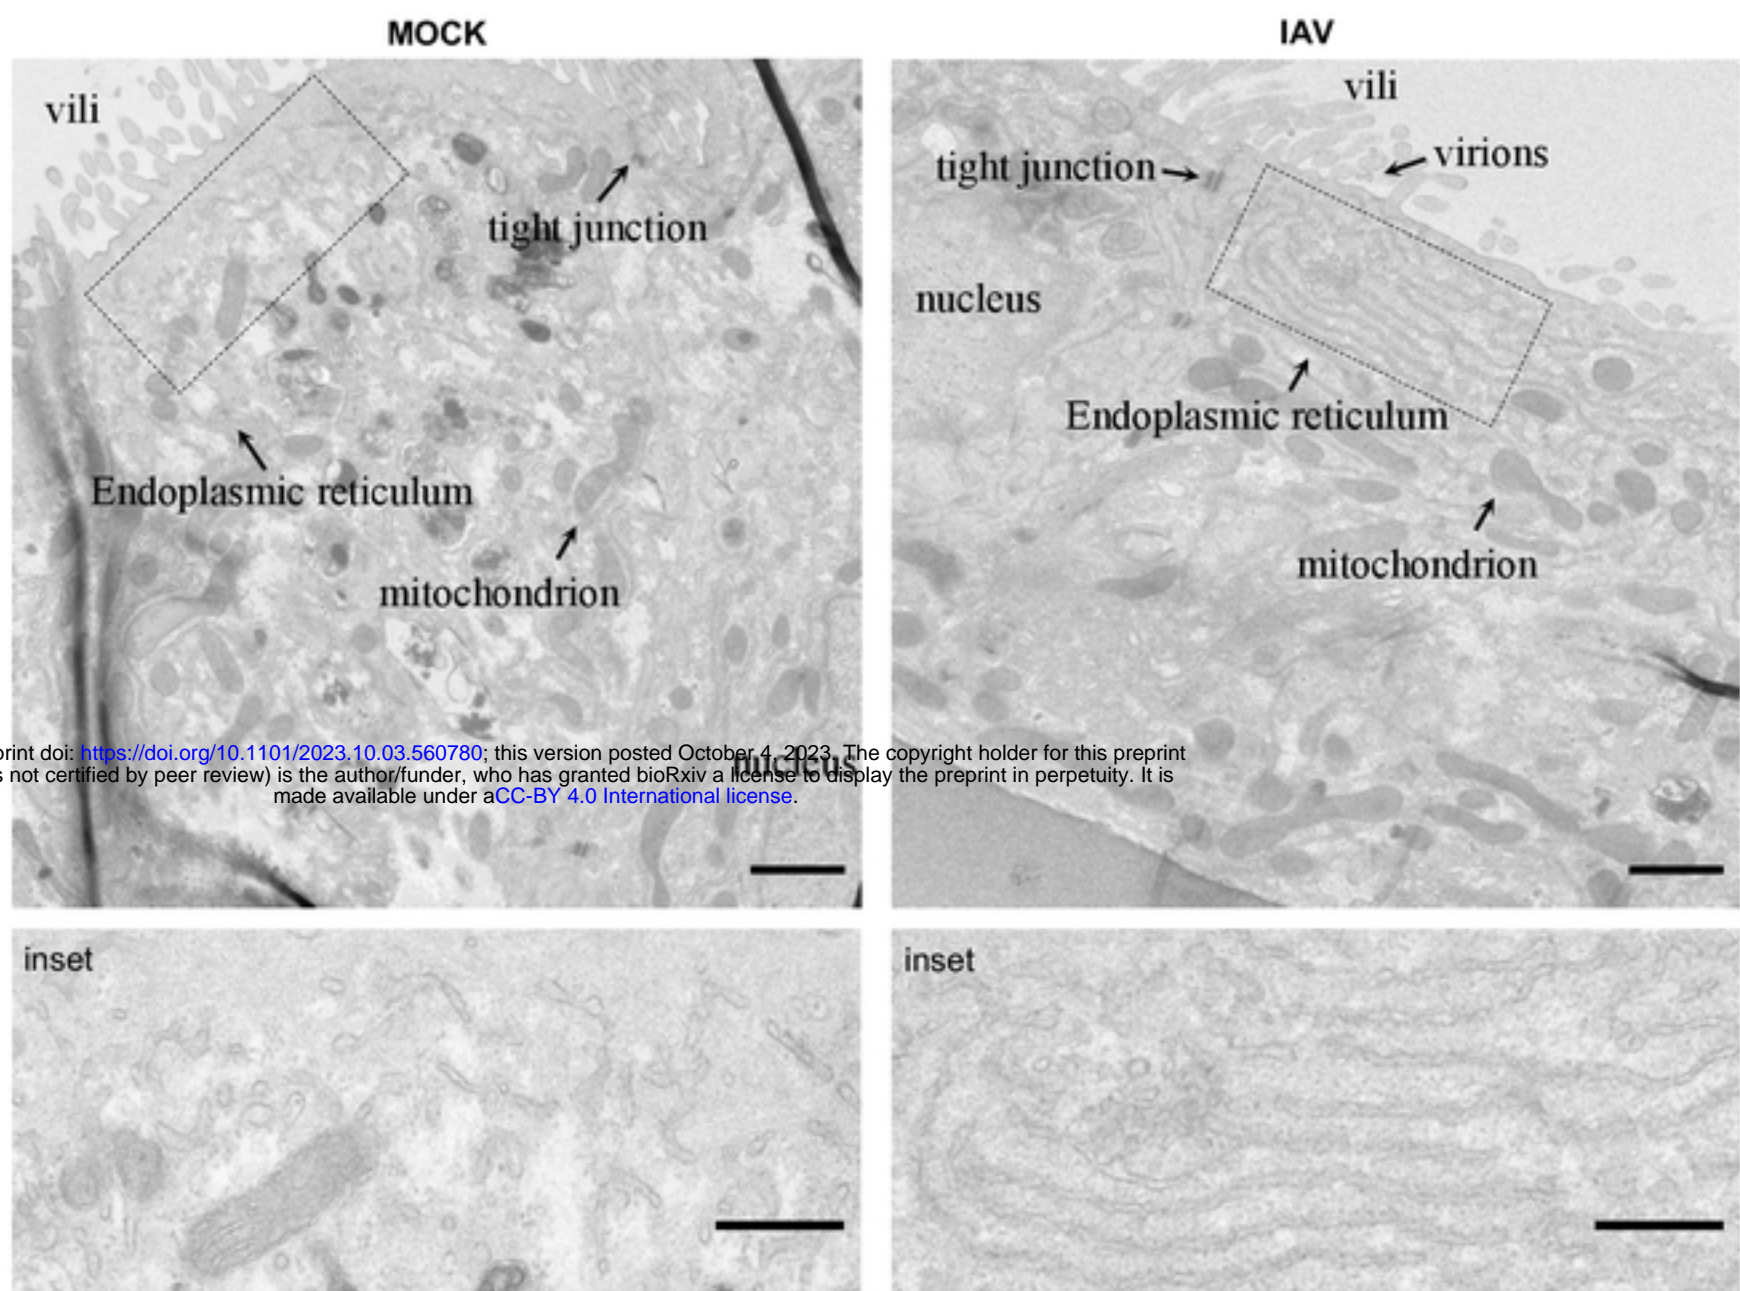 MOCK
IAV
vili
tight junction
Endoplasmic reticulum
mitochondrion
nucleus
vili
virions
tight junction
nucleus
Endoplasmic reticulum
mitochondrion
print doi: https://doi.org/10.1101/2023.10.03.560780; this version posted October 4, 2023. The copyright holder for this preprint
s not certified by peer review) is the author/funder, who has granted bioRxiv a license to display the preprint in perpetuity. It is
made available under aCC-BY 4.0 International license.
inset
inset